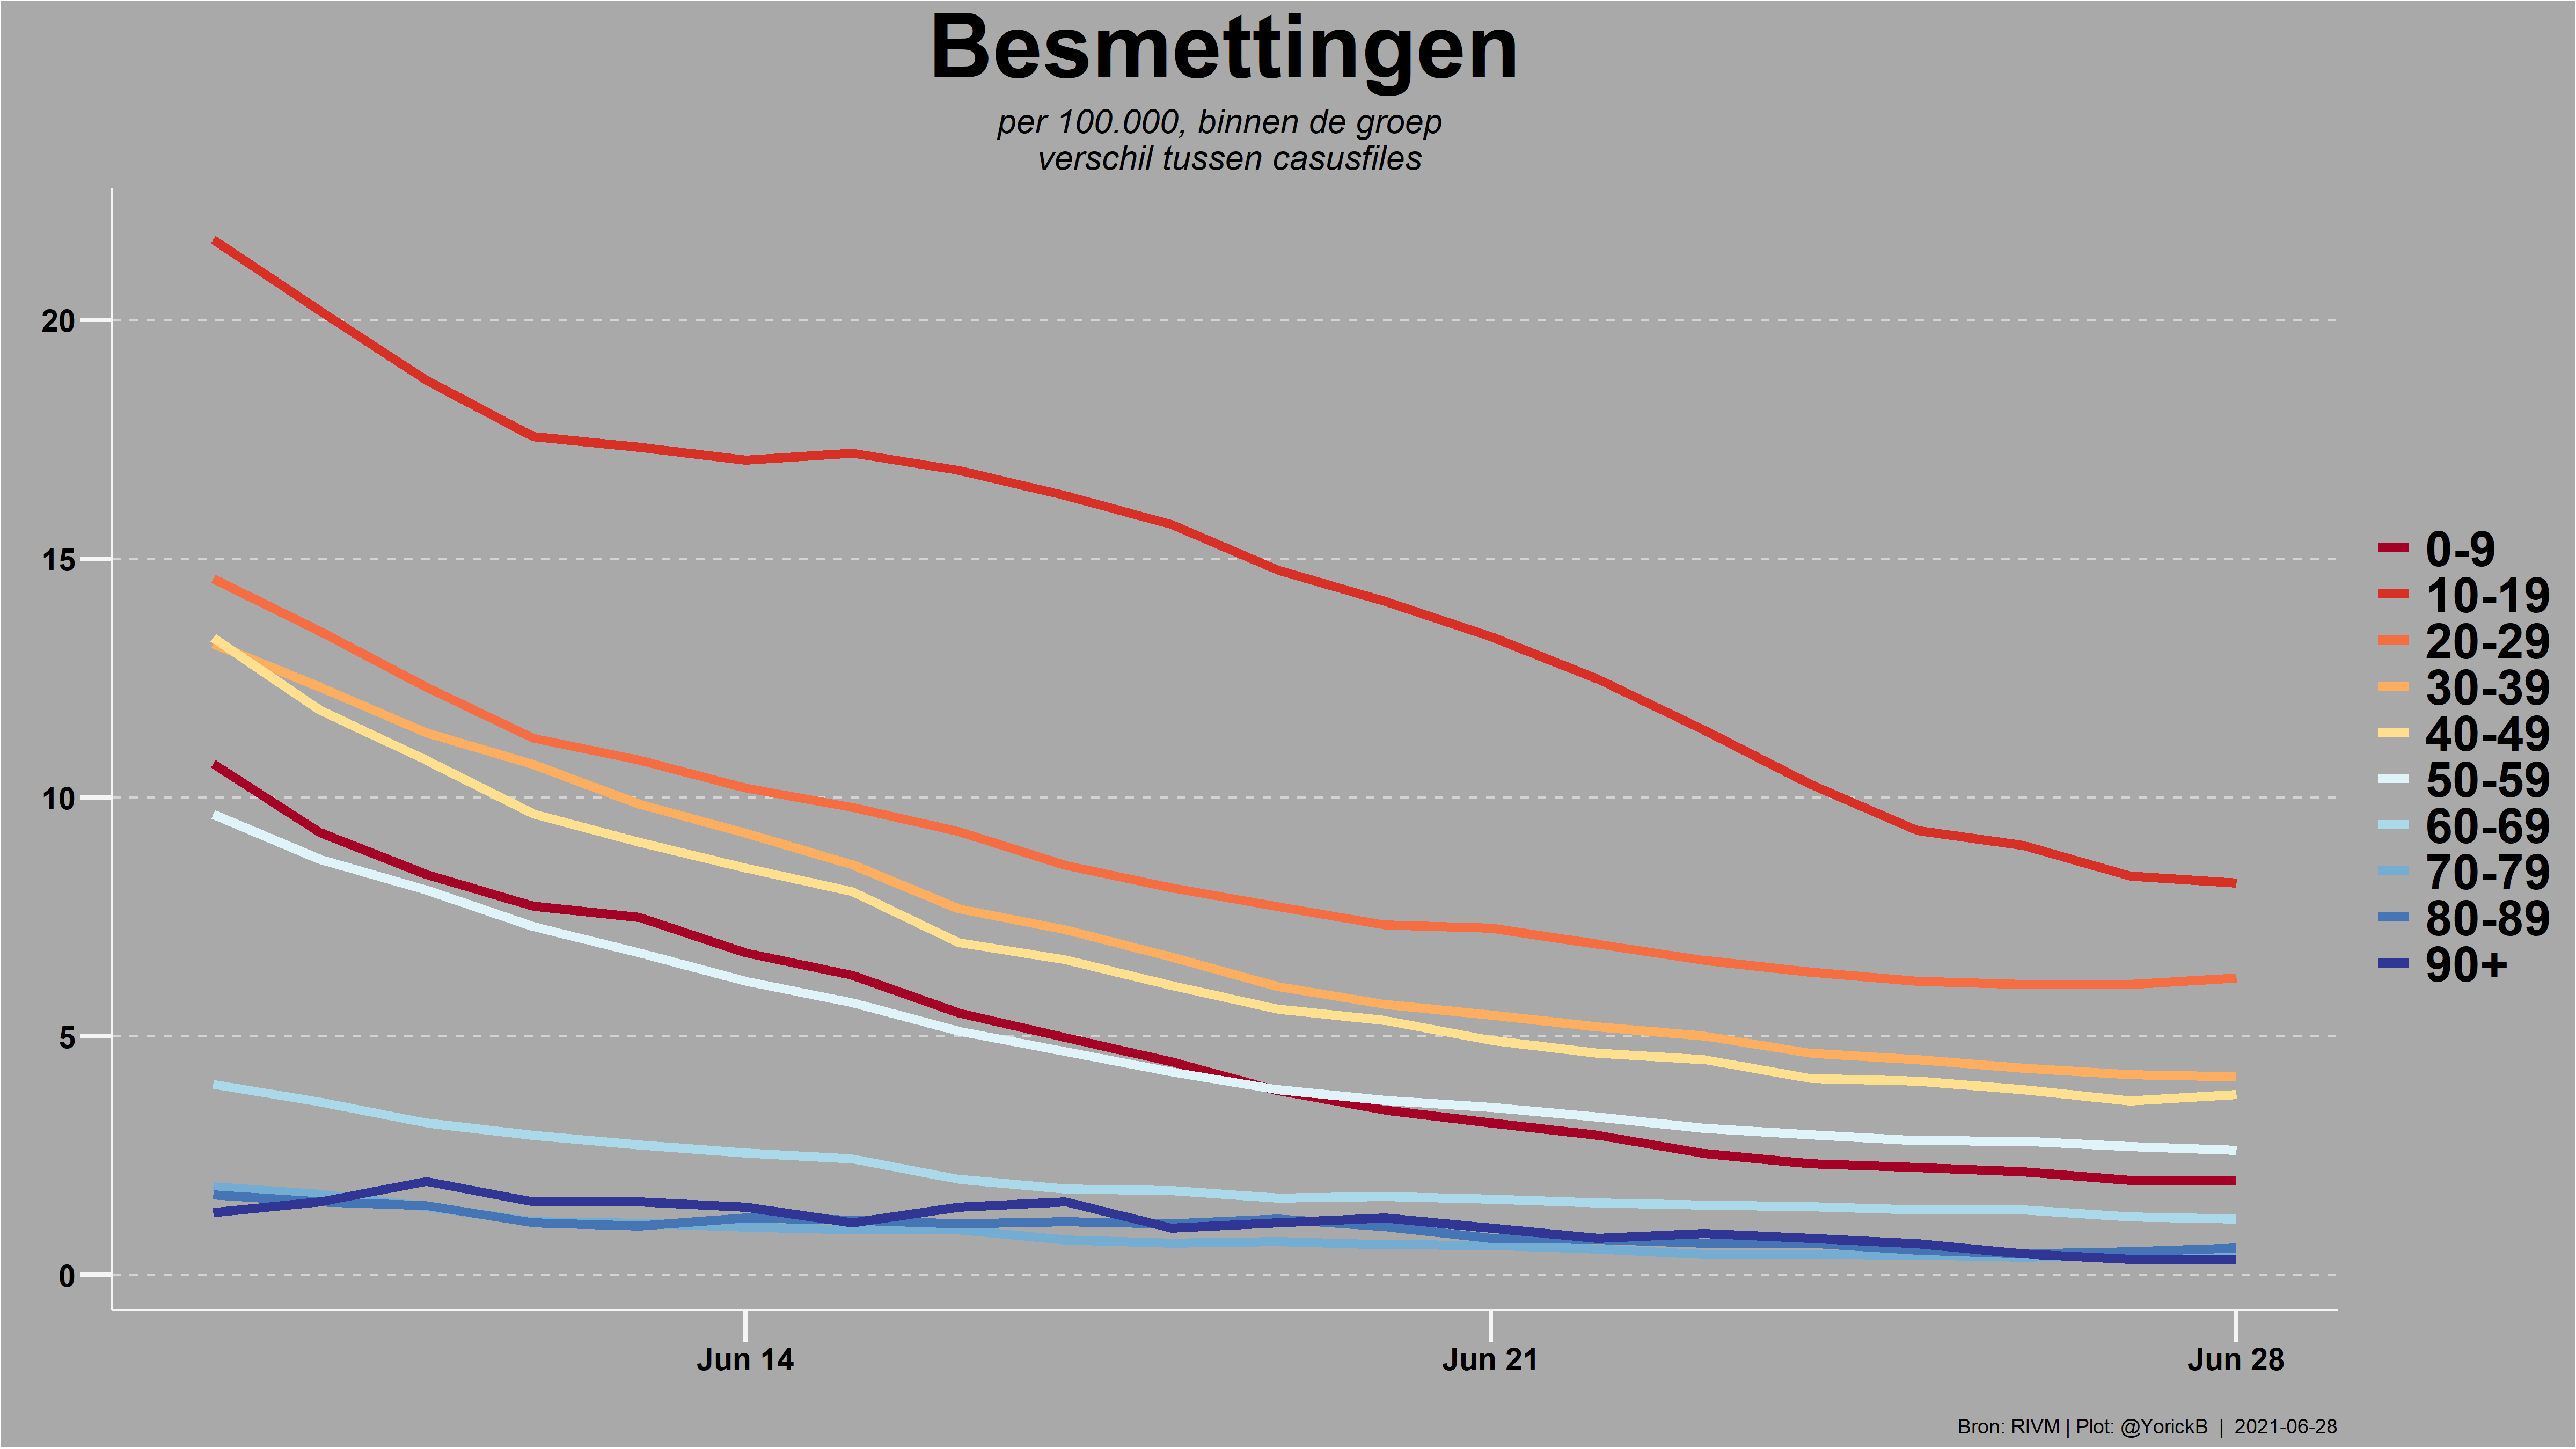 Besmettingen
per 100.000, binnen de groep
verschil tussen casusfiles
20
15
10
5
0
Jun 14
Jun 21
Jun 28
0-9
10-19
20-29
30-39
40-49
50-59
60-69
70-79
80-89
90+
Bron: RIVM | Plot: @YorickB | 2021-06-28